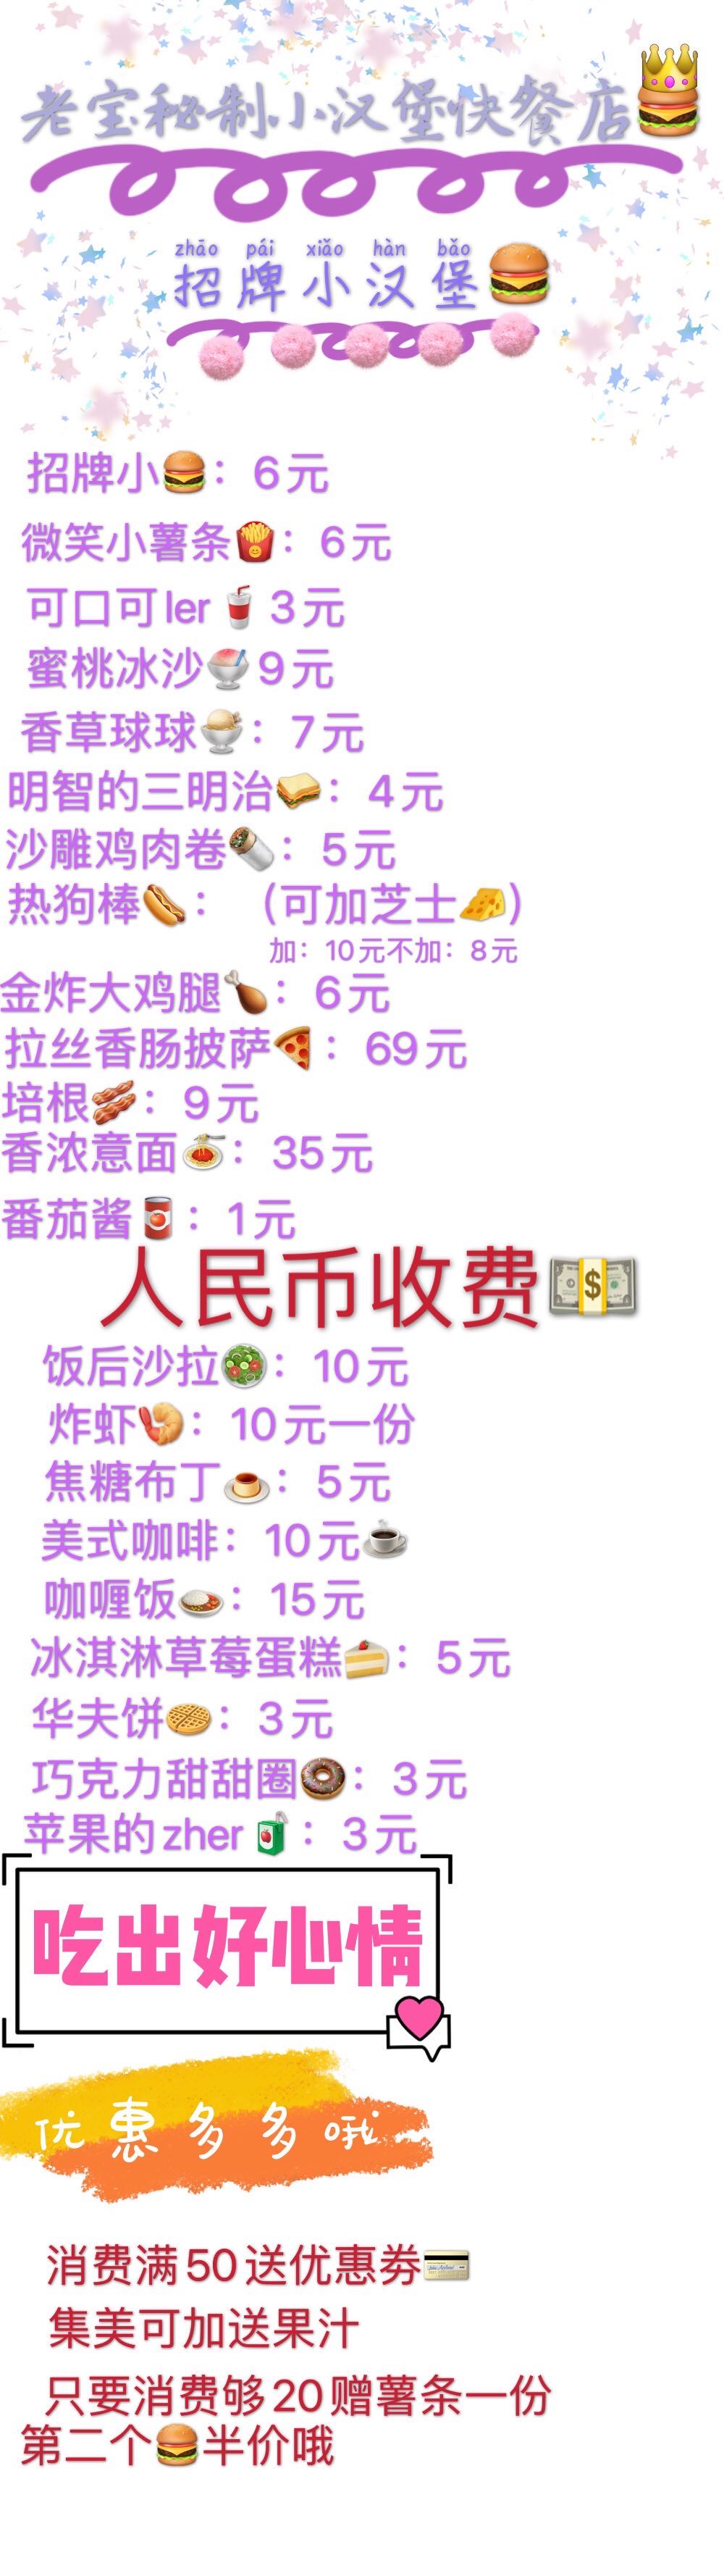 老宝秘制小汉堡快餐店
zhāo pái xiǎo hàn bǎo
招牌小汉堡
招牌小🍔：6元
微笑小薯条🍟：6元
可口可ler🥤3元
蜜桃冰沙🍧9元
香草球球🍨：7元
明智的三明治🥪：4元
沙雕鸡肉卷🌯：5元
热狗棒🌭：（可加芝士🧀）
加：10元不加：8元
金炸大鸡腿🍗：6元
拉丝香肠披萨🍕：69元
培根🥓：9元
香浓意面🍝：35元
番茄酱🥫：1元
人民币收费💵
饭后沙拉🥗：10元
炸虾🍤：10元一份
焦糖布丁🍮：5元
美式咖啡：10元☕
咖喱饭🍛：15元
冰淇淋草莓蛋糕🍰：5元
华夫饼🧇：3元
巧克力甜甜圈🍩：3元
苹果的zher🧃：3元
吃出好心情
优惠多多哦
消费满50送优惠劵💳
集美可加送果汁
只要消费够20赠薯条一份
第二个🍔半价哦